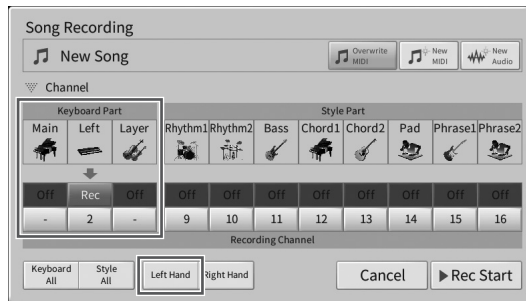 Song Recording
New Song
Overwrite MIDI
New MIDI
New Audio
Channel
Keyboard Part
Style Part
Main Left Layer Rhythm1 Rhythm2 Bass Chord1 Chord2 Pad Phrase1 Phrase2
Off Rec Off Off Off Off Off Off Off Off Off
- 2 - 9 10 11 12 13 14 15 16
Recording Channel
Keyboard All
Style All
Left Hand
Right Hand
Cancel
Rec Start